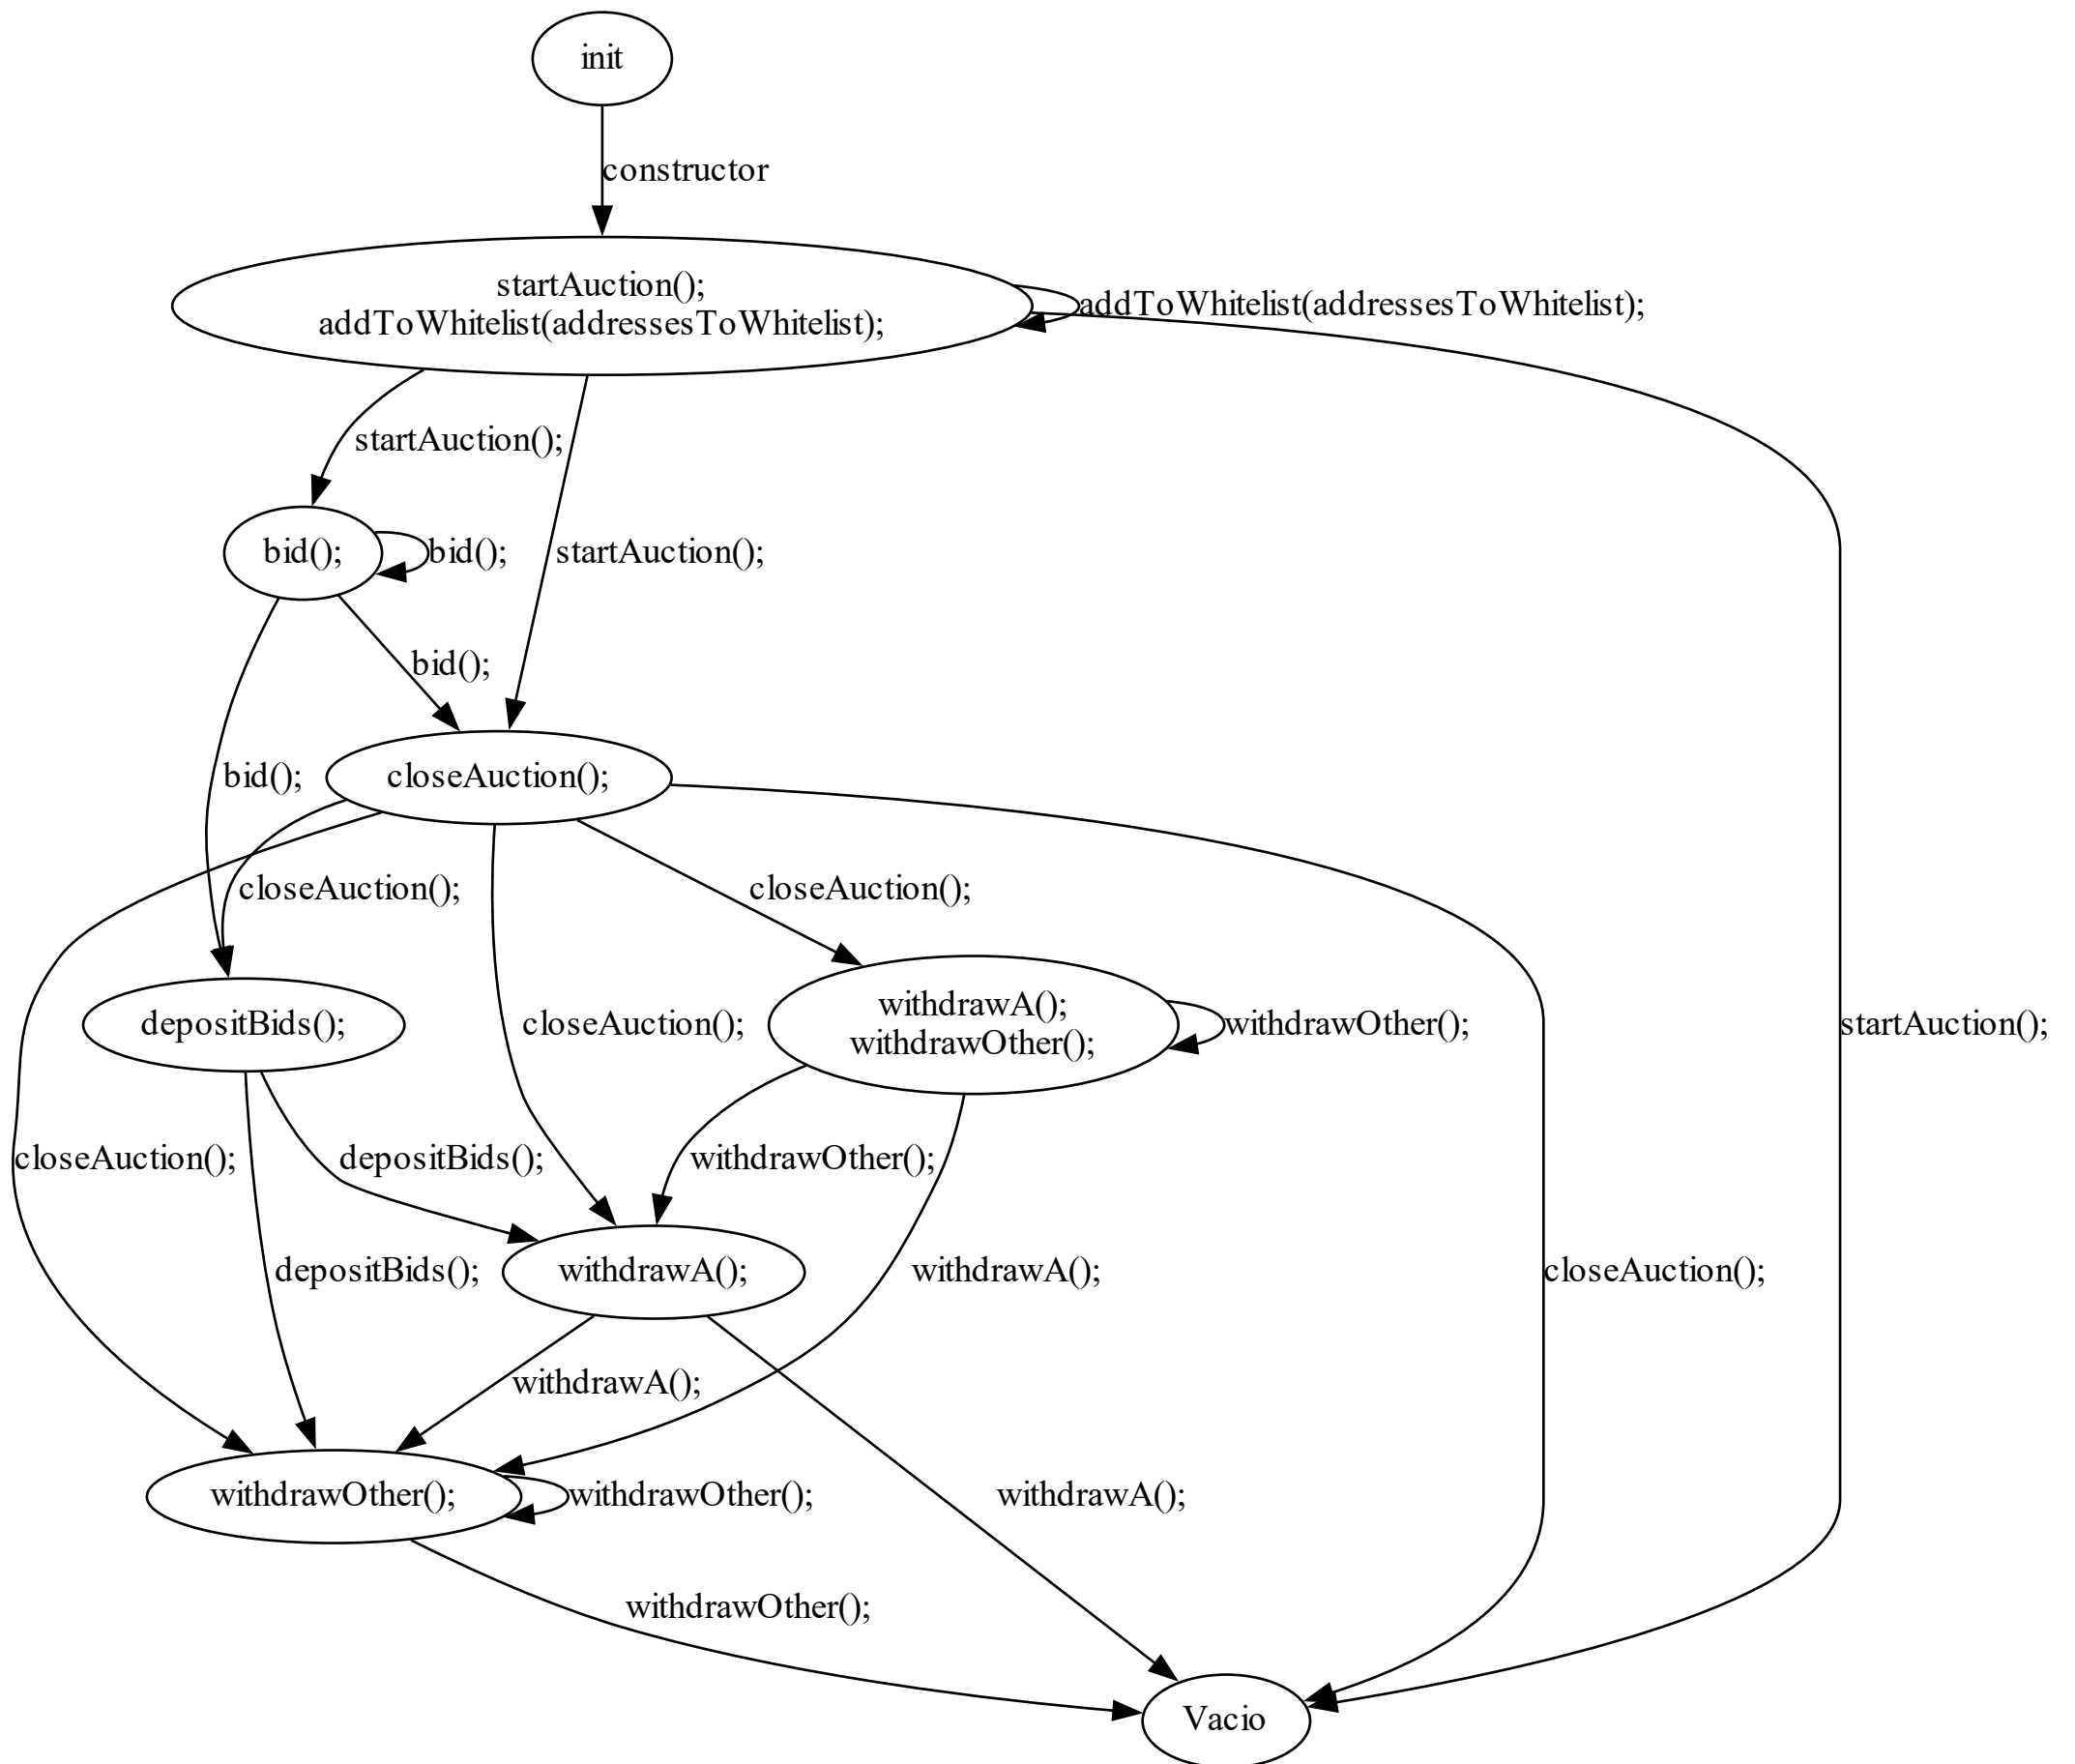 init
constructor
startAuction();
addToWhitelist(addressesToWhitelist);
addToWhitelist(addressesToWhitelist);
startAuction();
bid();
bid();
startAuction();
bid();
bid();
closeAuction();
closeAuction();
closeAuction();
depositBids();
closeAuction();
withdrawA();
withdrawOther();
withdrawOther();
startAuction();
closeAuction();
depositBids();
withdrawOther();
depositBids();
withdrawA();
withdrawA();
closeAuction();
withdrawA();
withdrawOther();
withdrawOther();
withdrawA();
withdrawOther();
Vacio